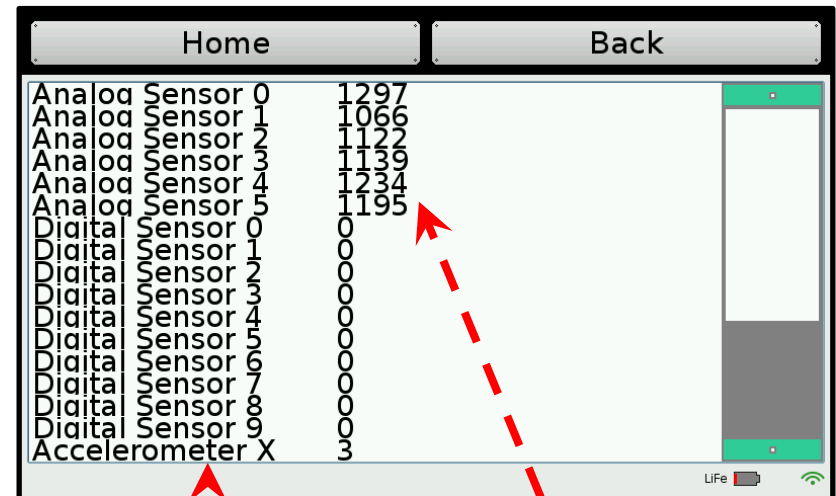 Home Back
Analog Sensor 0 1297
Analog Sensor 1 1066
Analog Sensor 2 1122
Analog Sensor 3 1139
Analog Sensor 4 1234
Analog Sensor 5 1195
Digital Sensor 0 0
Digital Sensor 1 0
Digital Sensor 2 0
Digital Sensor 3 0
Digital Sensor 4 0
Digital Sensor 5 0
Digital Sensor 6 0
Digital Sensor 7 0
Digital Sensor 8 0
Digital Sensor 9 0
Accelerometer X 3
LiFe